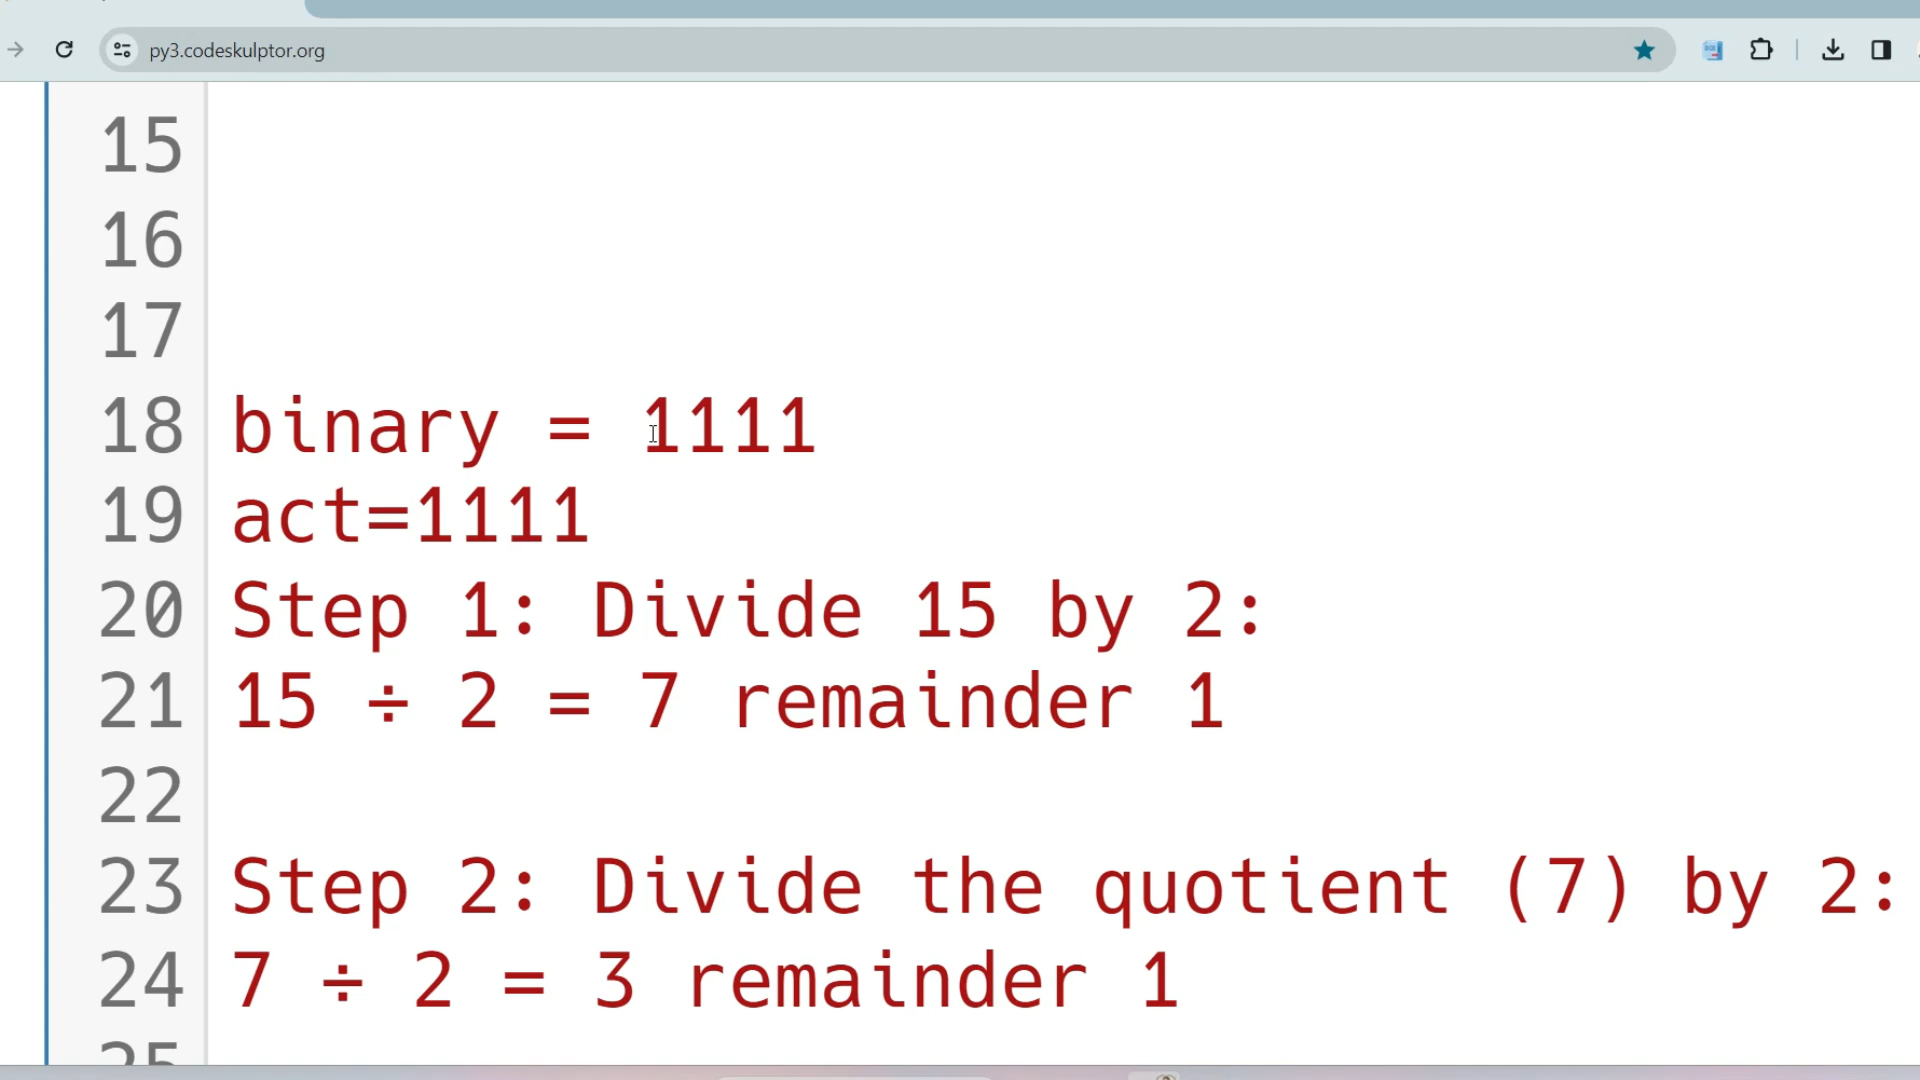 py3.codeskulptor.org
15
16
17
18 binary = 1111
19 act=1111
20 Step 1: Divide 15 by 2:
21 15 ÷ 2 = 7 remainder 1
22
23 Step 2: Divide the quotient (7) by 2:
24 7 ÷ 2 = 3 remainder 1
25